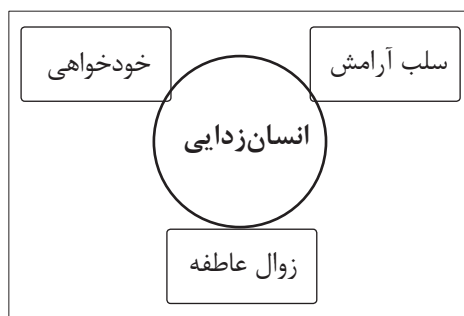 سلب آرامش
خودخواهی
انسان‌زدایی
زوال عاطفه